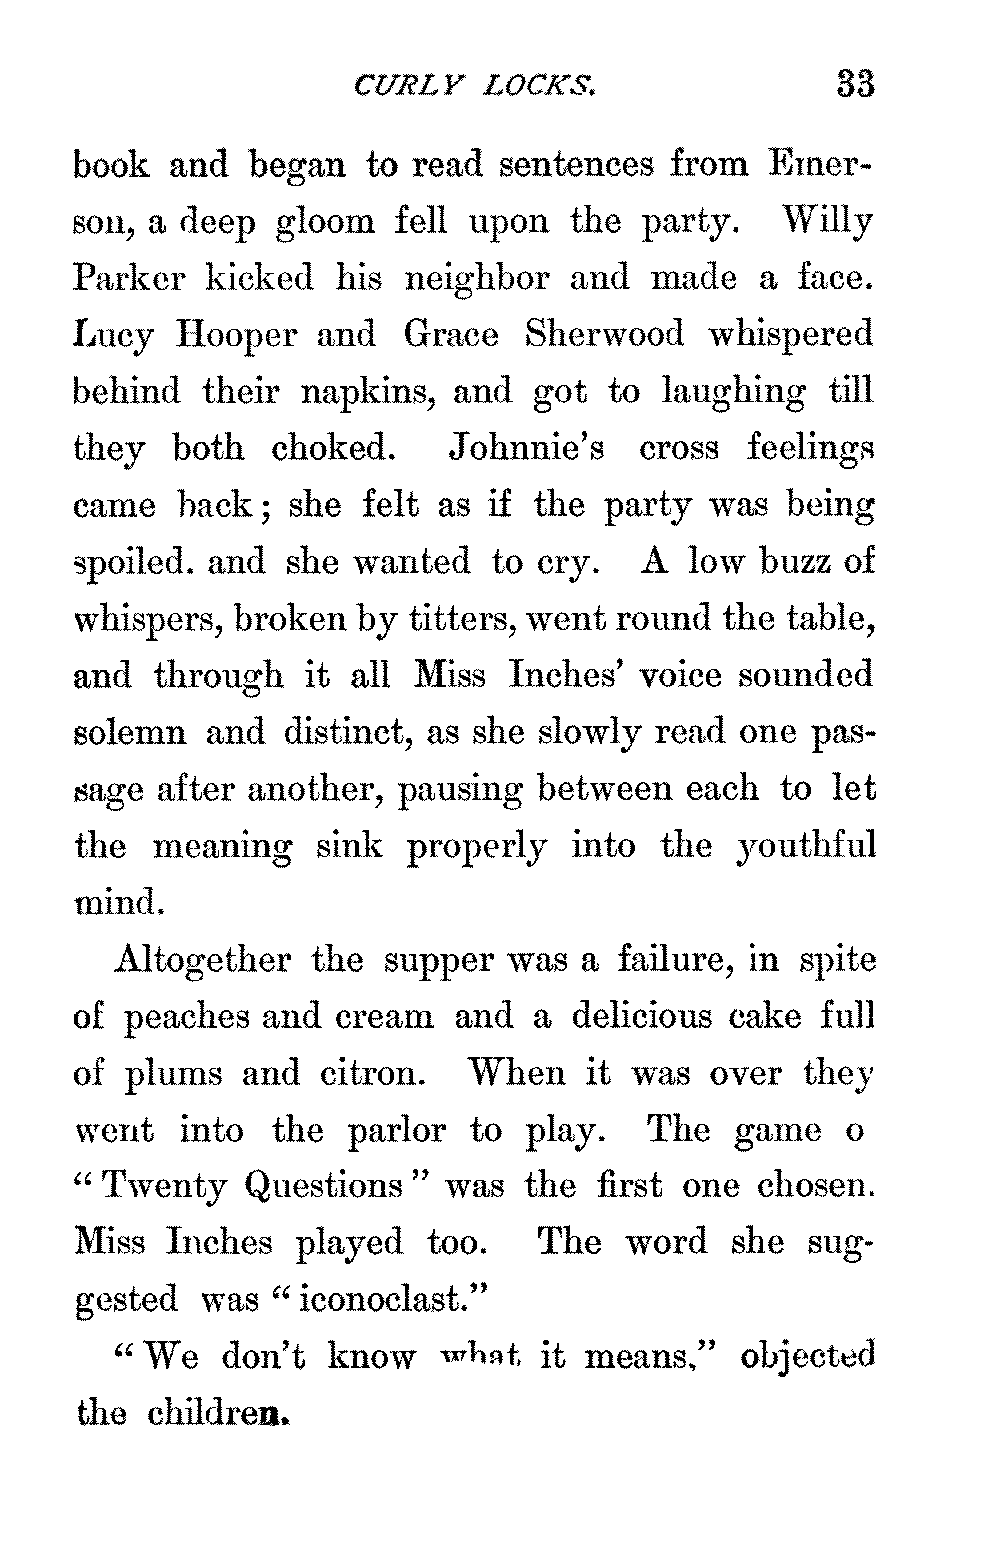 CURLY LOCKS. 33
book and began to read sentences from Emer-
son, a deep gloom fell upon the party. Willy
Parker kicked his neighbor and made a face.
Lucy Hooper and Grace Sherwood whispered
behind their napkins, and got to laughing till
they both choked. Johnnie's cross feelings
came back; she felt as if the party was being
spoiled. and she wanted to cry. A low buzz of
whispers, broken by titters, went round the table,
and through it all Miss Inches' voice sounded
solemn and distinct, as she slowly read one pas-
sage after another, pausing between each to let
the meaning sink properly into the youthful
mind.
Altogether the supper was a failure, in spite
of peaches and cream and a delicious cake full
of plums and citron. When it was over they
went into the parlor to play. The game o
"Twenty Questions" was the first one chosen.
Miss Inches played too. The word she sug-
gested was "iconoclast."
"We don't know what it means," objected
the children.